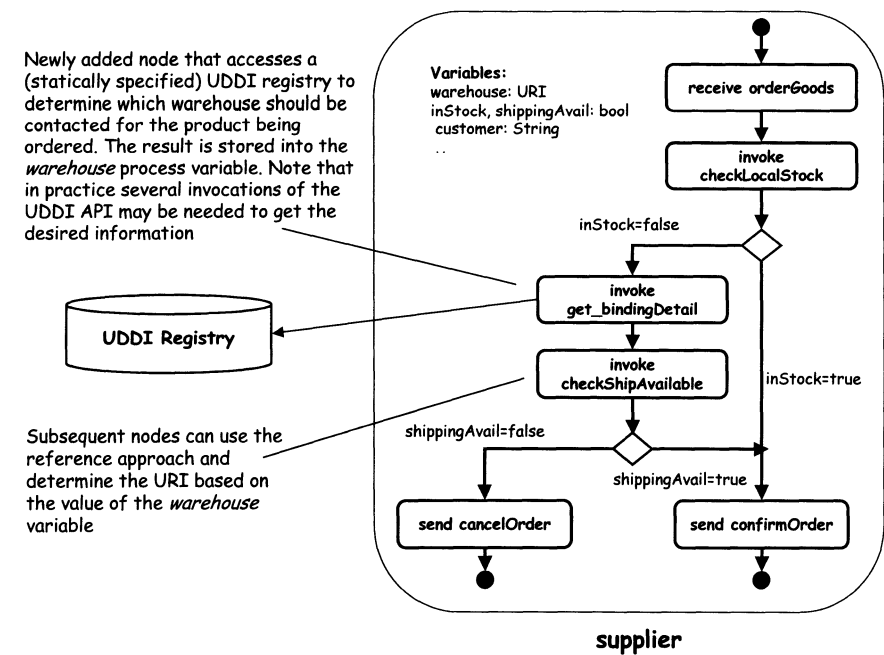 Newly added node that accesses a
(statically specified) UDDI registry to
determine which warehouse should be
contacted for the product being
ordered. The result is stored into the
warehouse process variable. Note that
in practice several invocations of the
UDDI API may be needed to get the
desired information
Variables:
warehouse: URI
inStock, shippingAvail: bool
customer: String
..
receive orderGoods
invoke
checkLocalStock
inStock=false
invoke
get_bindingDetail
UDDI Registry
invoke
checkShipAvailable
inStock=true
Subsequent nodes can use the
reference approach and
determine the URI based on
the value of the warehouse
variable
shippingAvail=false
shippingAvail=true
send cancelOrder
send confirmOrder
supplier